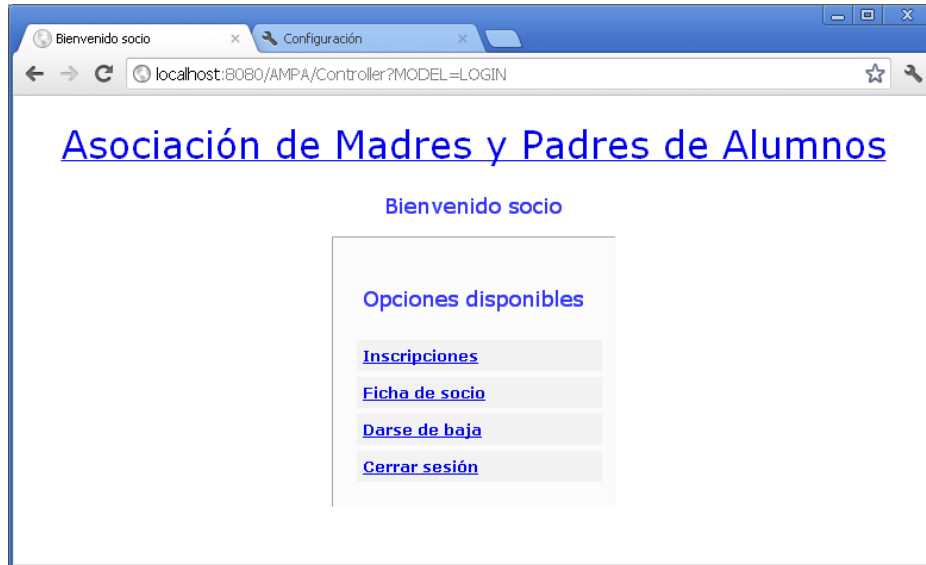 Bienvenido socio
Configuración
localhost:8080/AMPA/Controller?MODEL=LOGIN
Asociación de Madres y Padres de Alumnos
Bienvenido socio
Opciones disponibles
Inscripciones
Ficha de socio
Darse de baja
Cerrar sesión